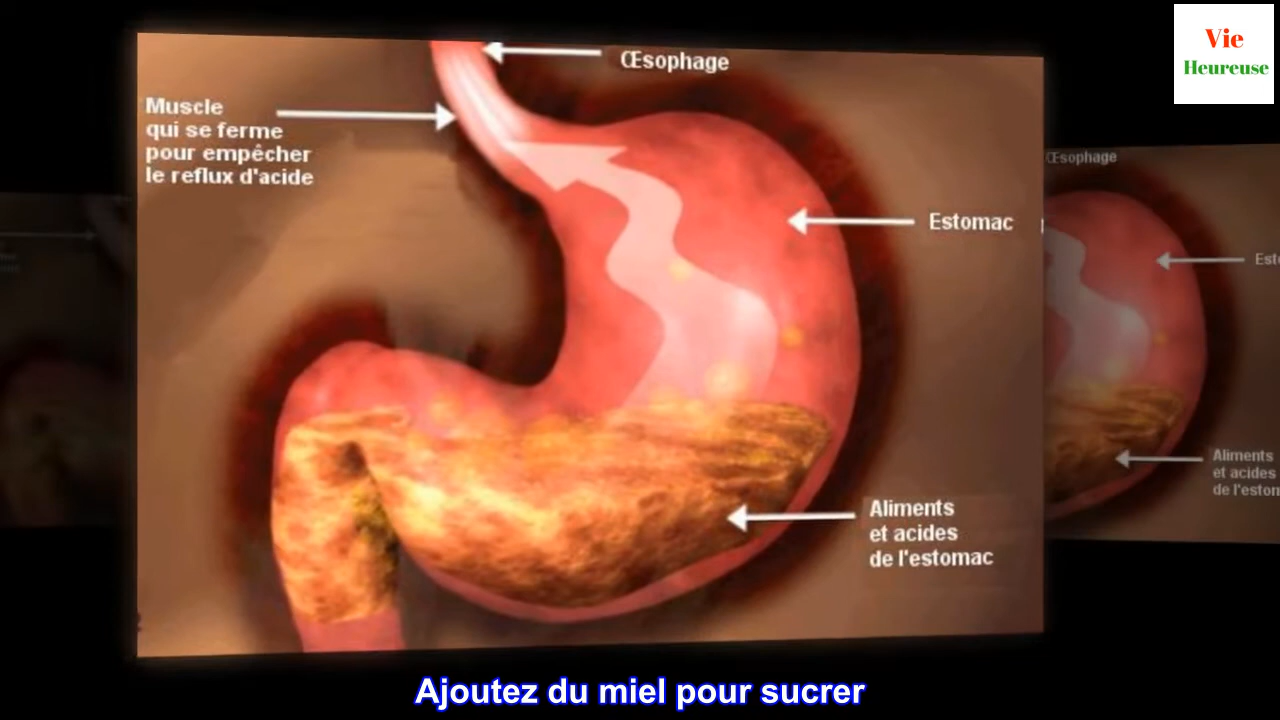 Vie
Heureuse
Œsophage
Muscle
qui se ferme
pour empêcher
le reflux d'acide
Estomac
Aliments
et acides
de l'estomac
Œsophage
Aliments
et acides
Ajoutez du miel pour sucrer